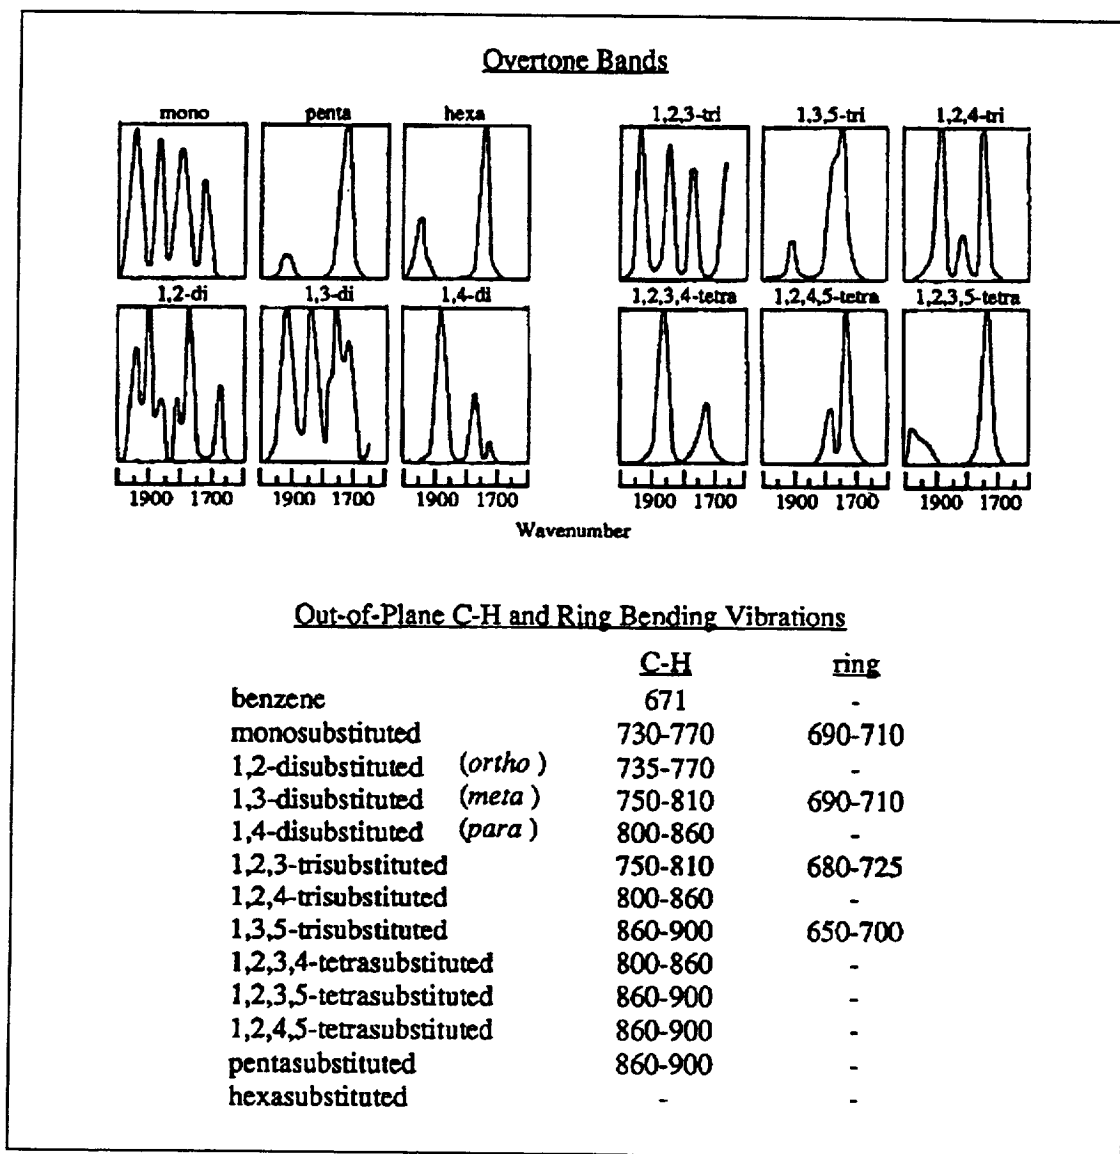 Overtone Bands
mono penta hexa 1,2,3-tri 1,3,5-tri 1,2,4-tri
1,2-di 1,3-di 1,4-di 1,2,3,4-tetra 1,2,4,5-tetra 1,2,3,5-tetra
1900 1700 1900 1700 1900 1700 1900 1700 1900 1700 1900 1700
Wavenumber
Out-of-Plane C-H and Ring Bending Vibrations
C-H ring
benzene 671 -
monosubstituted 730-770 690-710
1,2-disubstituted (ortho) 735-770 -
1,3-disubstituted (meta) 750-810 690-710
1,4-disubstituted (para) 800-860 -
1,2,3-trisubstituted 750-810 680-725
1,2,4-trisubstituted 800-860 -
1,3,5-trisubstituted 860-900 650-700
1,2,3,4-tetrasubstituted 800-860 -
1,2,3,5-tetrasubstituted 860-900 -
1,2,4,5-tetrasubstituted 860-900 -
pentasubstituted 860-900 -
hexasubstituted - -